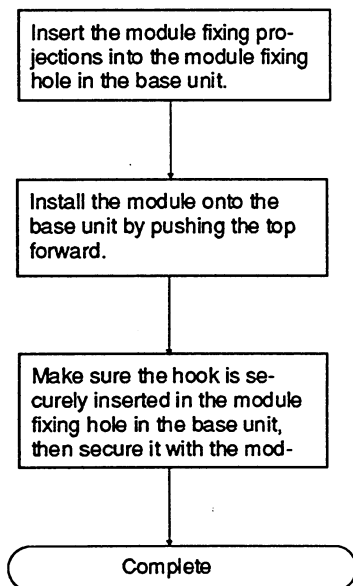 Insert the module fixing pro-
jections into the module fixing
hole in the base unit.
Install the module onto the
base unit by pushing the top
forward.
Make sure the hook is se-
curely inserted in the module
fixing hole in the base unit,
then secure it with the mod-
Complete